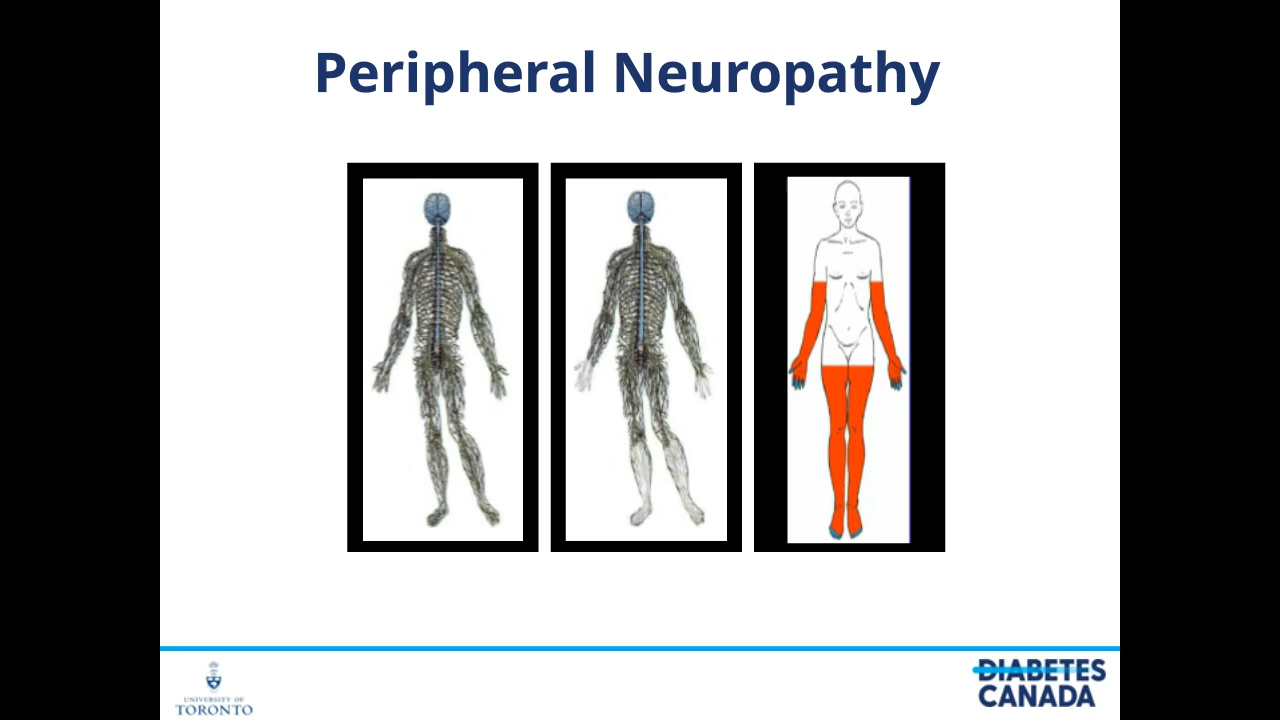 Peripheral Neuropathy
UNIVERSITY OF
TORONTO
DIABETES
CANADA